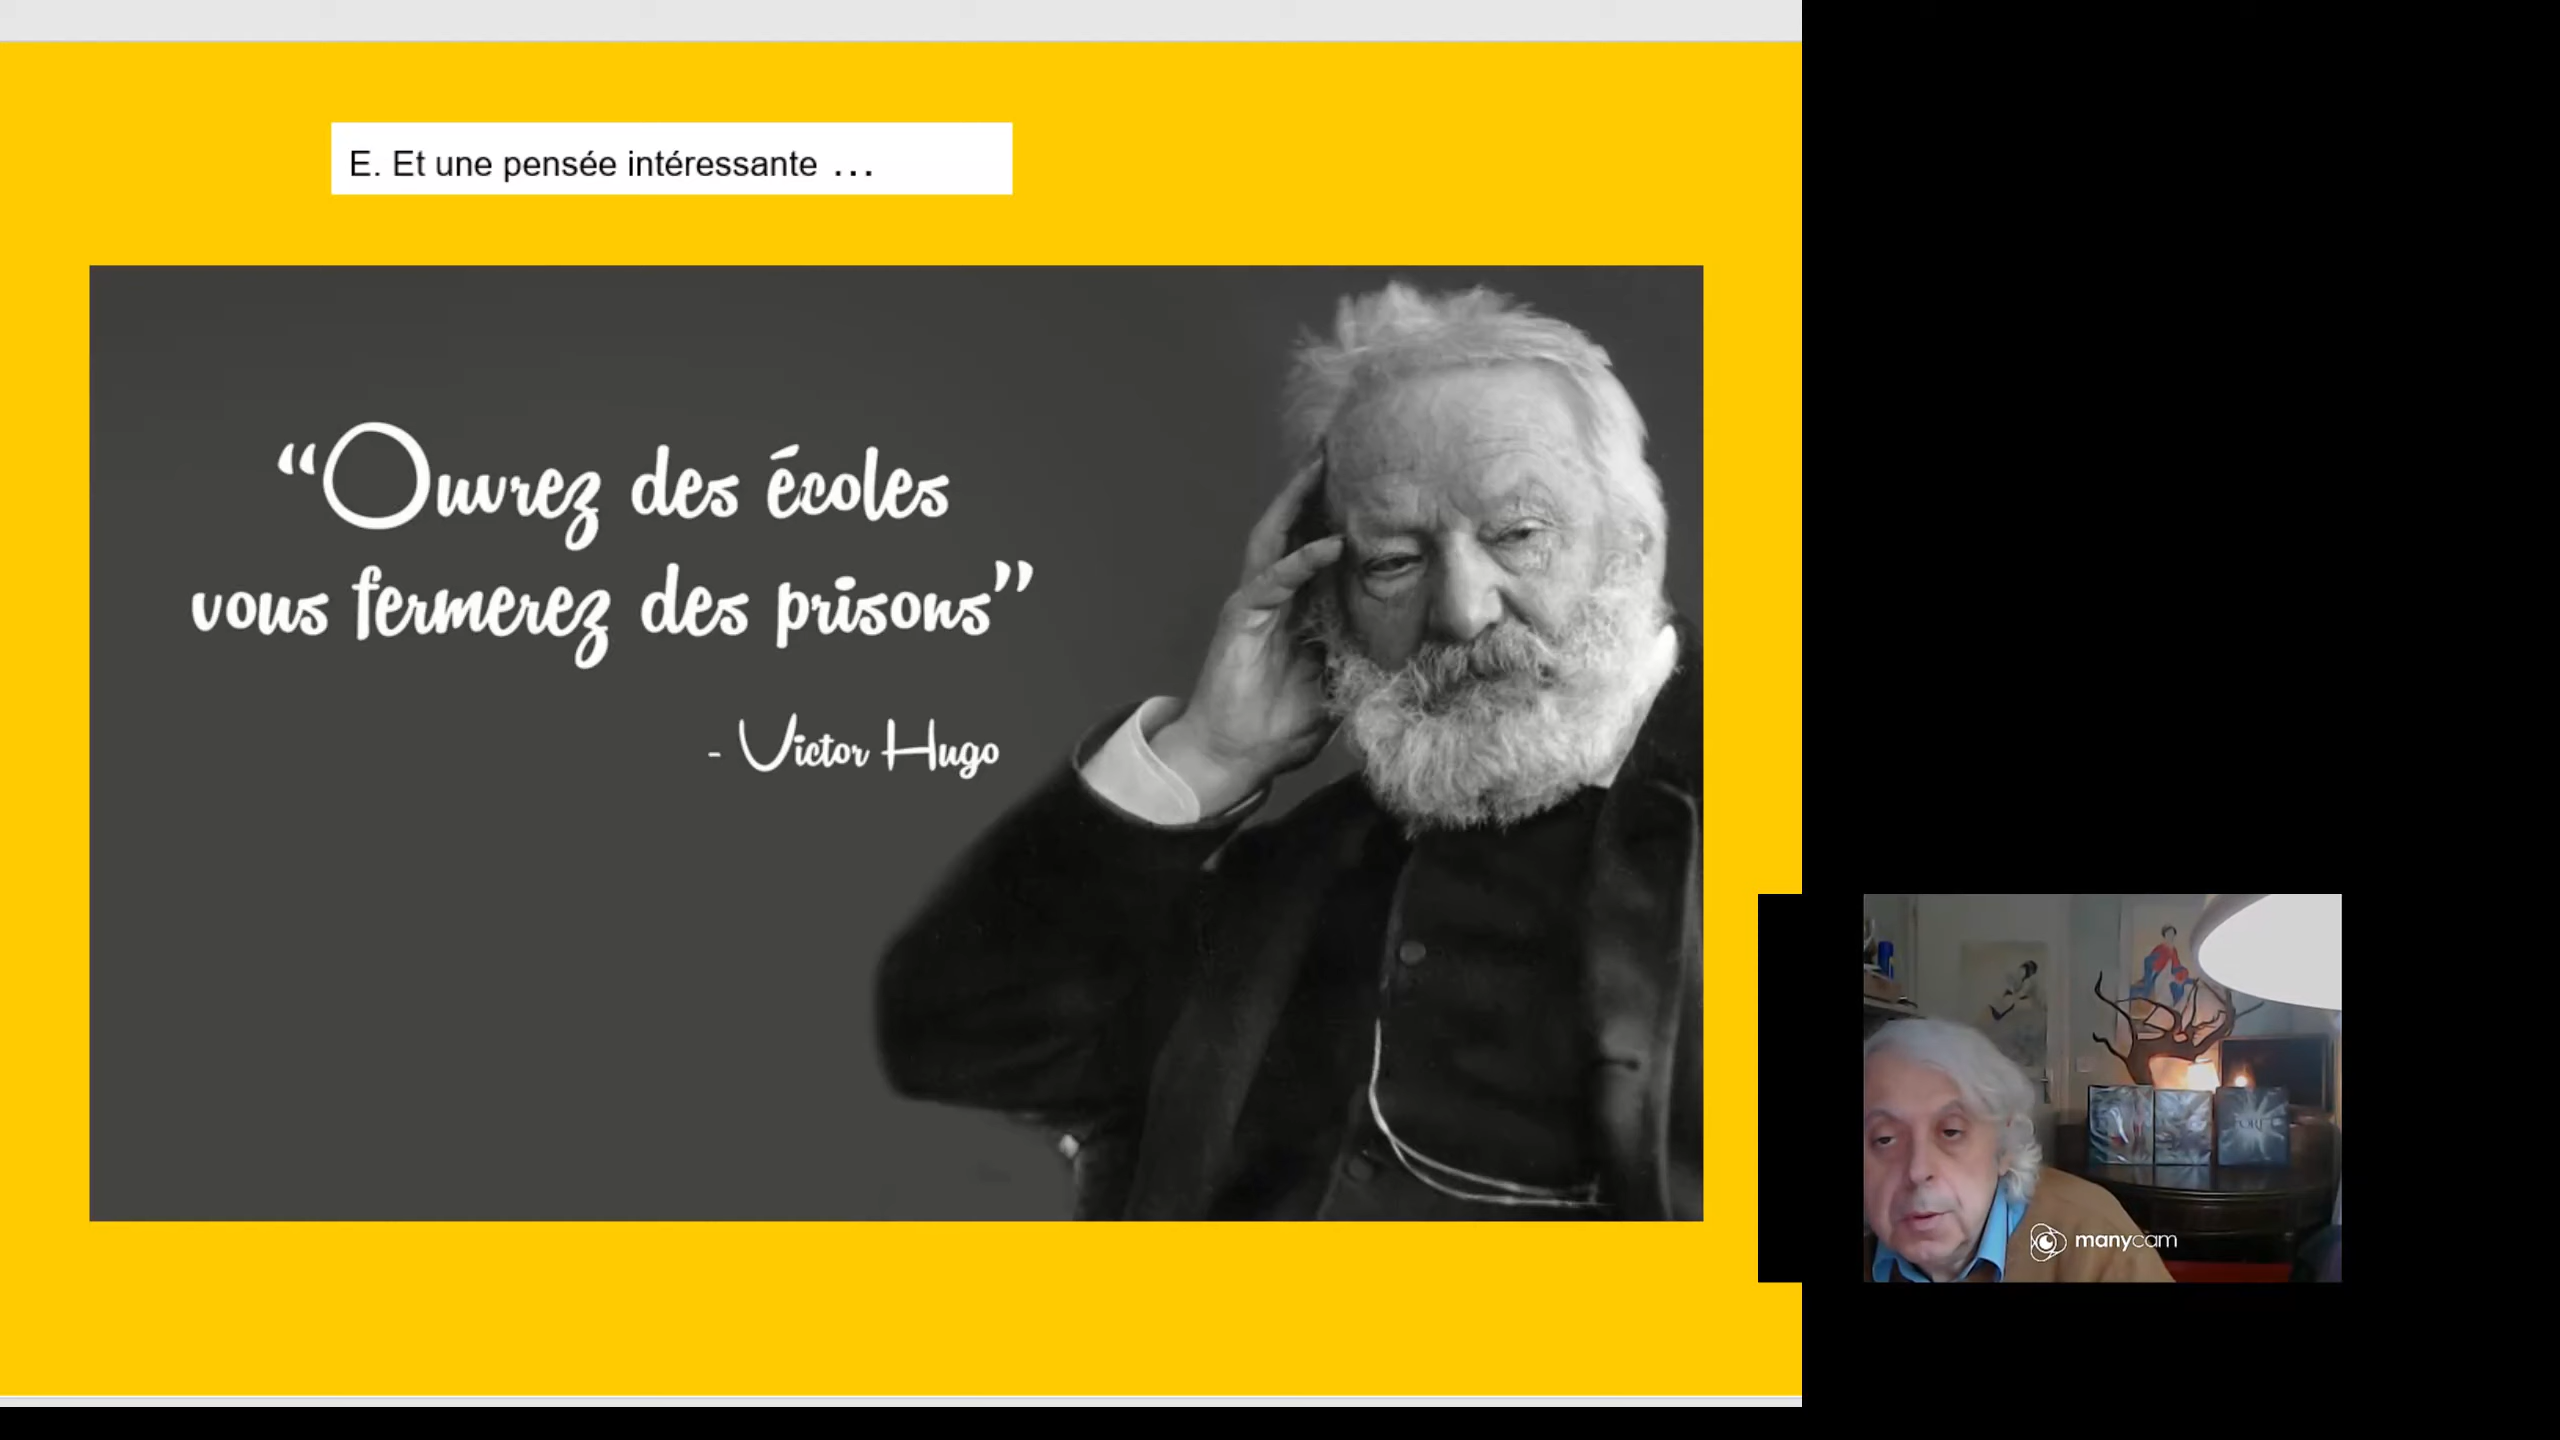 E. Et une pensée intéressante ...
“Ouvrez des écoles
vous fermerez des prisons”
- Victor Hugo
manycam